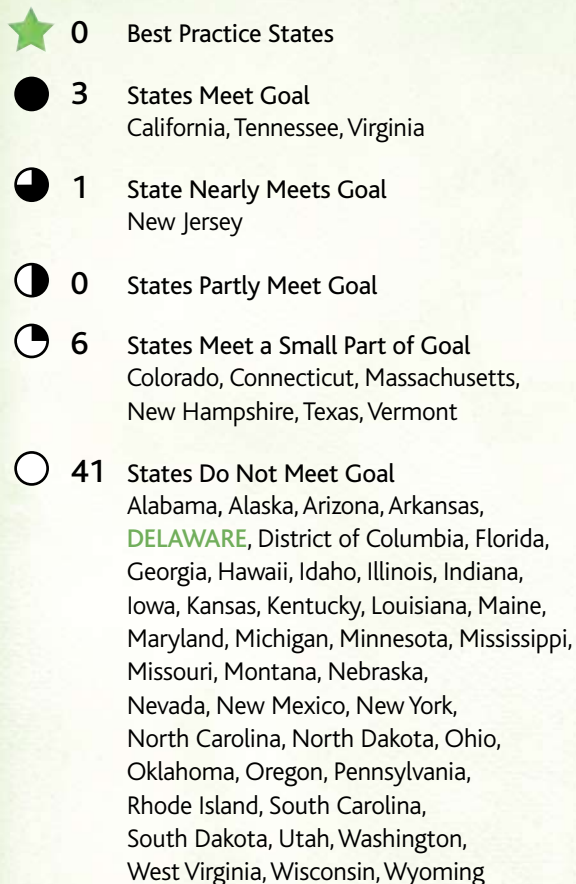 0 Best Practice States
3 States Meet Goal
California, Tennessee, Virginia
1 State Nearly Meets Goal
New Jersey
0 States Partly Meet Goal
6 States Meet a Small Part of Goal
Colorado, Connecticut, Massachusetts,
New Hampshire, Texas, Vermont
41 States Do Not Meet Goal
Alabama, Alaska, Arizona, Arkansas,
DELAWARE, District of Columbia, Florida,
Georgia, Hawaii, Idaho, Illinois, Indiana,
Iowa, Kansas, Kentucky, Louisiana, Maine,
Maryland, Michigan, Minnesota, Mississippi,
Missouri, Montana, Nebraska,
Nevada, New Mexico, New York,
North Carolina, North Dakota, Ohio,
Oklahoma, Oregon, Pennsylvania,
Rhode Island, South Carolina,
South Dakota, Utah, Washington,
West Virginia, Wisconsin, Wyoming